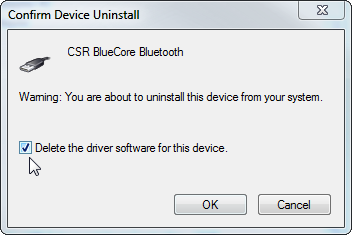 Confirm Device Uninstall
CSR BlueCore Bluetooth
Warning: You are about to uninstall this device from your system.
Delete the driver software for this device.
OK
Cancel